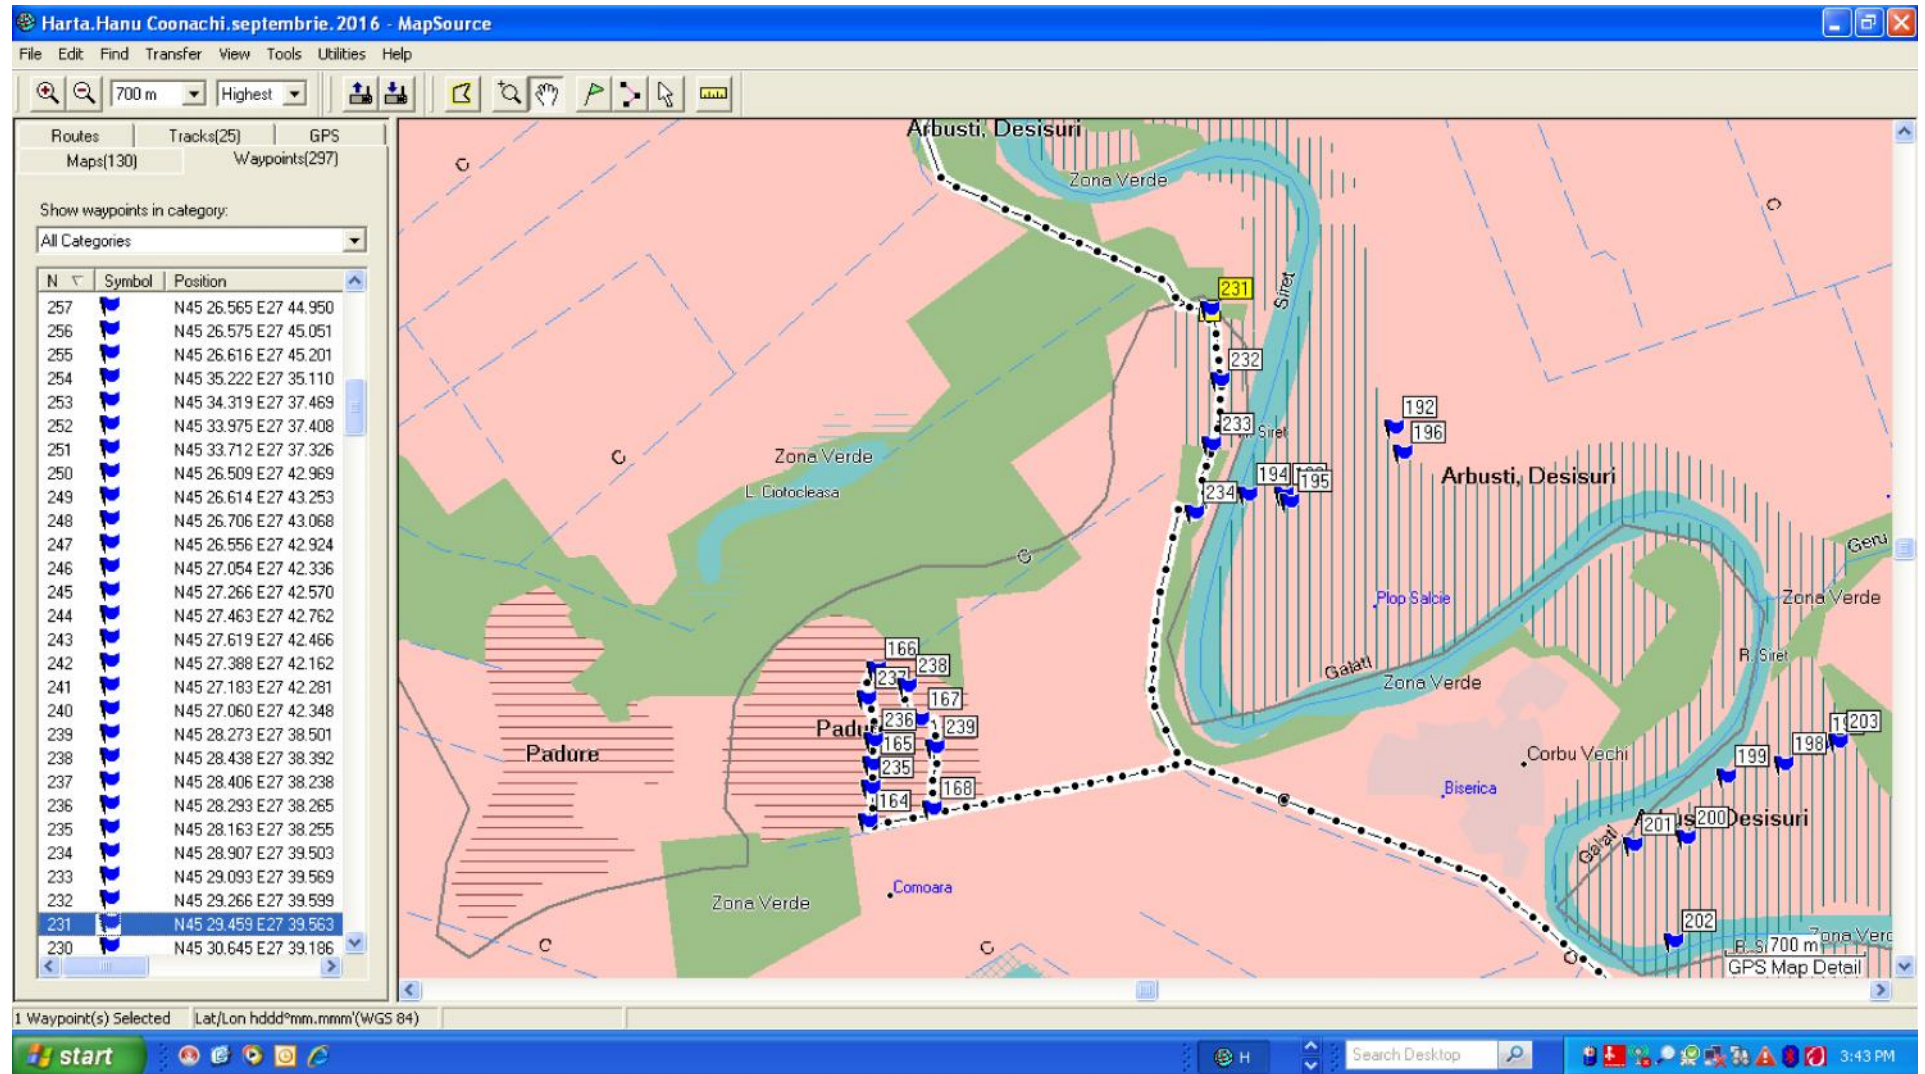 Harta.Hanu Coonachi.septembrie.2016 - MapSource
File Edit Find Transfer View Tools Utilities Help
700 m Highest
Routes Tracks(25) GPS
Maps(130) Waypoints(297)
Show waypoints in category:
All Categories
N Symbol Position
257 N45 26.565 E27 44.950
256 N45 26.575 E27 45.051
255 N45 26.616 E27 45.201
254 N45 35.222 E27 35.110
253 N45 34.319 E27 37.469
252 N45 33.975 E27 37.408
251 N45 33.712 E27 37.326
250 N45 26.509 E27 42.969
249 N45 26.614 E27 43.253
248 N45 26.706 E27 43.068
247 N45 26.556 E27 42.924
246 N45 27.054 E27 42.336
245 N45 27.266 E27 42.570
244 N45 27.463 E27 42.762
243 N45 27.619 E27 42.466
242 N45 27.388 E27 42.162
241 N45 27.183 E27 42.281
240 N45 27.060 E27 42.348
239 N45 28.273 E27 38.501
238 N45 28.438 E27 38.392
237 N45 28.406 E27 38.238
236 N45 28.293 E27 38.265
235 N45 28.163 E27 38.255
234 N45 28.907 E27 39.503
233 N45 29.093 E27 39.569
232 N45 29.266 E27 39.599
231 N45 29.459 E27 39.563
230 N45 30.645 E27 39.186
Arbusti, Desisuri
Zona Verde
Siret
231
232
192
233
Siret
196
Zona Verde
L. Ciotocleasa
194
195
234
Arbusti, Desisuri
Geru
Plop Salcie
Zona Verde
166
238
237
Galati
Zona Verde
R. Siret
167
236
239
165
235
164
168
Padure
Corbu Vechi
Biserica
203
198
199
201
200
Desisuri
Galati
Comoara
Zona Verde
202
700 m
GPS Map Detail
1 Waypoint(s) Selected Lat/Lon hddd°mm.mmm'(WGS 84)
start H Search Desktop 3:43 PM